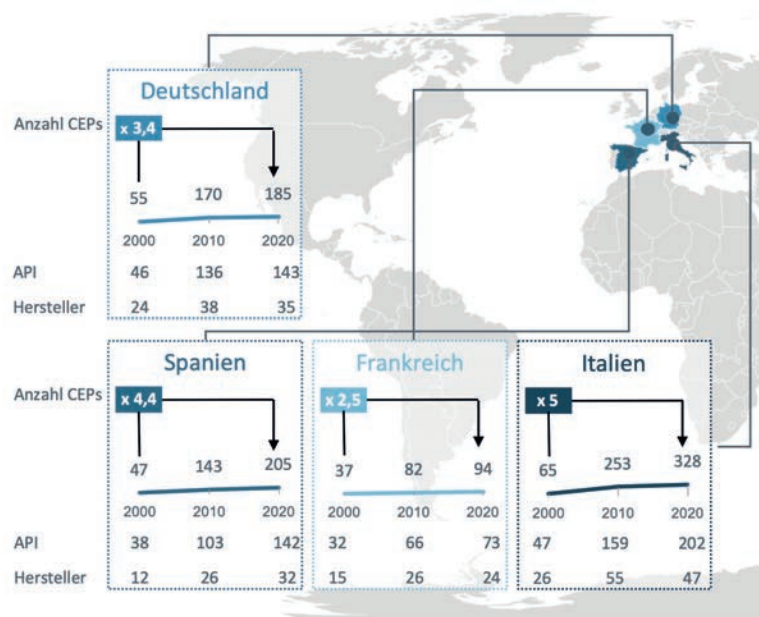 Deutschland
Anzahl CEPs
x 3,4
55 170 185
2000 2010 2020
API 46 136 143
Hersteller 24 38 35
Spanien
Anzahl CEPs
x 4,4
47 143 205
2000 2010 2020
API 38 103 142
Hersteller 12 26 32
Frankreich
x 2,5
37 82 94
2000 2010 2020
32 66 73
15 26 24
Italien
x 5
65 253 328
2000 2010 2020
47 159 202
26 55 47